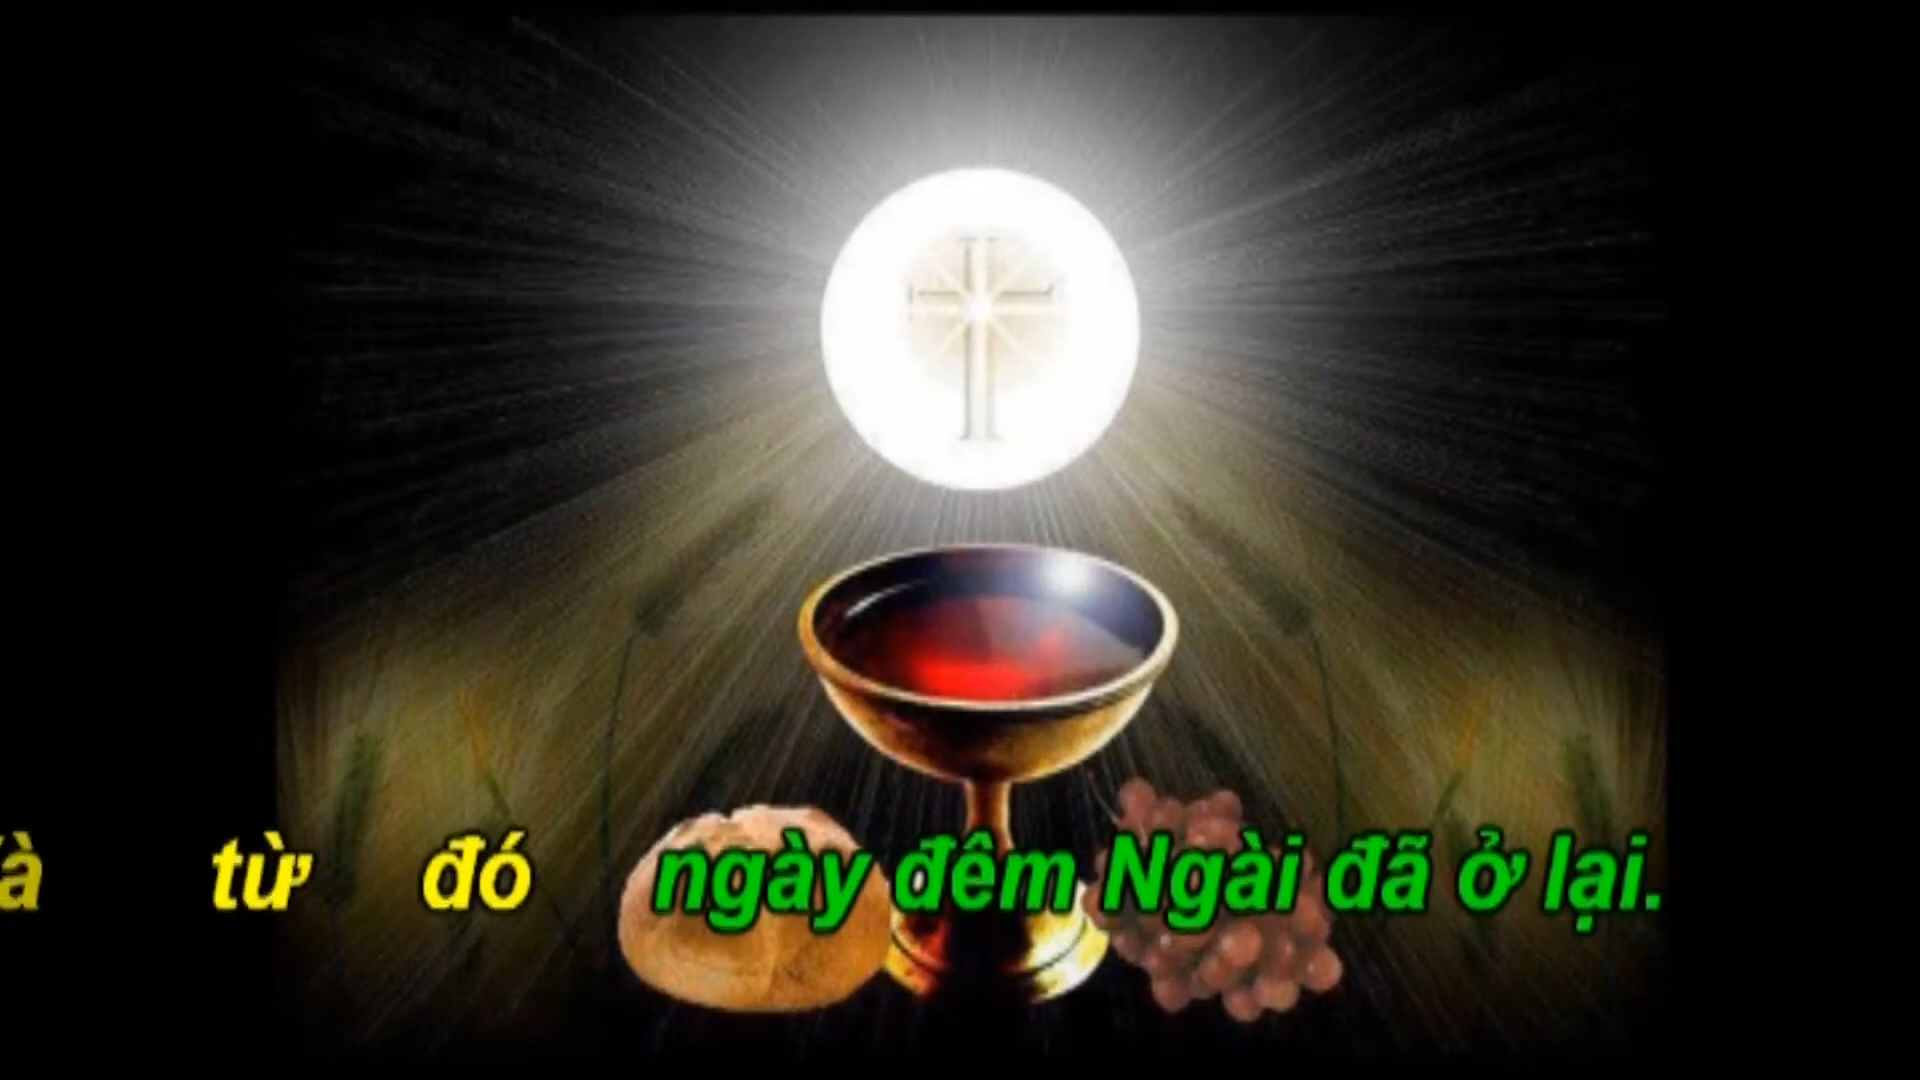 từ đó ngày đêm Ngài đã ở lại.